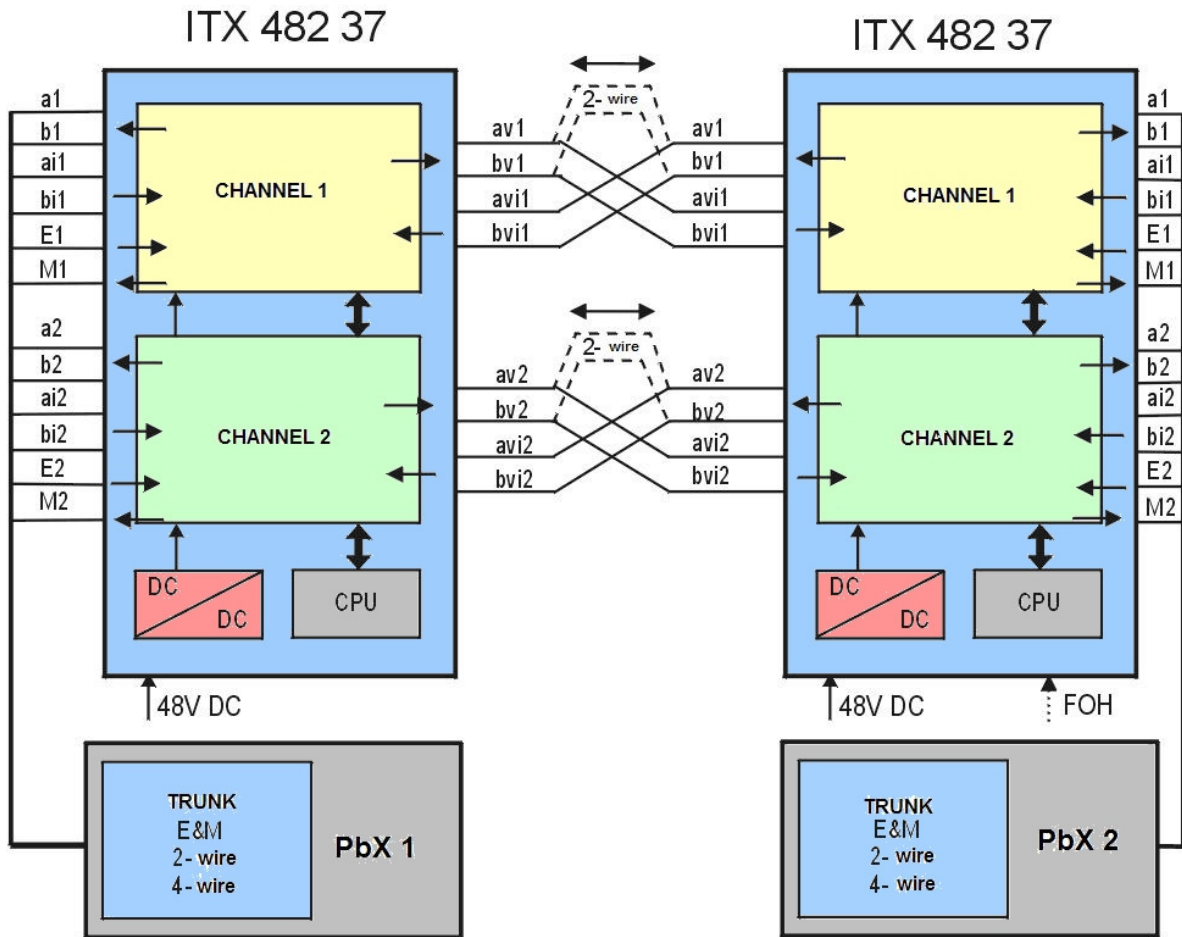 ITX 482 37
a1
b1
ai1
bi1
E1
M1
a2
b2
ai2
bi2
E2
M2
CHANNEL 1
CHANNEL 2
DC
DC
CPU
48V DC
2- wire
av1
bv1
avi1
bvi1
av1
bv1
avi1
bvi1
2- wire
av2
bv2
avi2
bvi2
av2
bv2
avi2
bvi2
ITX 482 37
CHANNEL 1
CHANNEL 2
DC
DC
CPU
a1
b1
ai1
bi1
E1
M1
a2
b2
ai2
bi2
E2
M2
48V DC
FOH
TRUNK
E&M
2- wire
4- wire
PbX 1
TRUNK
E&M
2- wire
4- wire
PbX 2